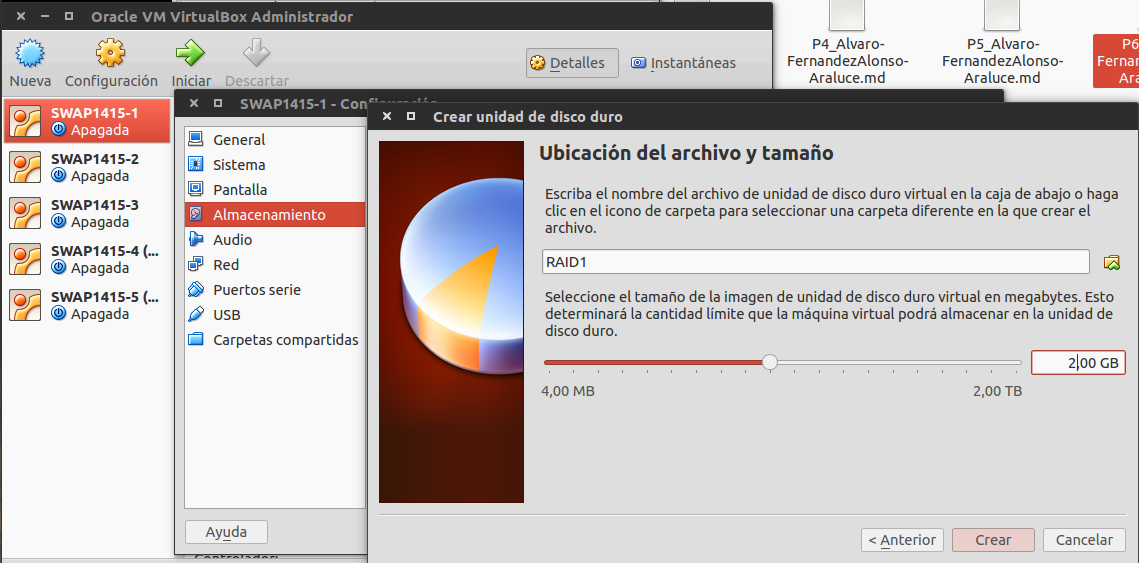 Oracle VM VirtualBox Administrador
Nueva
Configuración
Iniciar
Descartar
Detalles
Instantáneas
P4_Alvaro-
FernandezAlonso-
Araluce.md
P5_Alvaro-
FernandezAlonso-
Araluce.md
P6
Fernandez
Ara
SWAP1415-1
Apagada
SWAP1415-2
Apagada
SWAP1415-3
Apagada
SWAP1415-4 (...
Apagada
SWAP1415-5 (...
Apagada
SWAP1415-1 - Configuración
General
Sistema
Pantalla
Almacenamiento
Audio
Red
Puertos serie
USB
Carpetas compartidas
Ayuda
Crear unidad de disco duro
Ubicación del archivo y tamaño
Escriba el nombre del archivo de unidad de disco duro virtual en la caja de abajo o haga
clic en el icono de carpeta para seleccionar una carpeta diferente en la que crear el
archivo.
RAID1
Seleccione el tamaño de la imagen de unidad de disco duro virtual en megabytes. Esto
determinará la cantidad límite que la máquina virtual podrá almacenar en la unidad de
disco duro.
2,00 GB
4,00 MB
2,00 TB
< Anterior
Crear
Cancelar